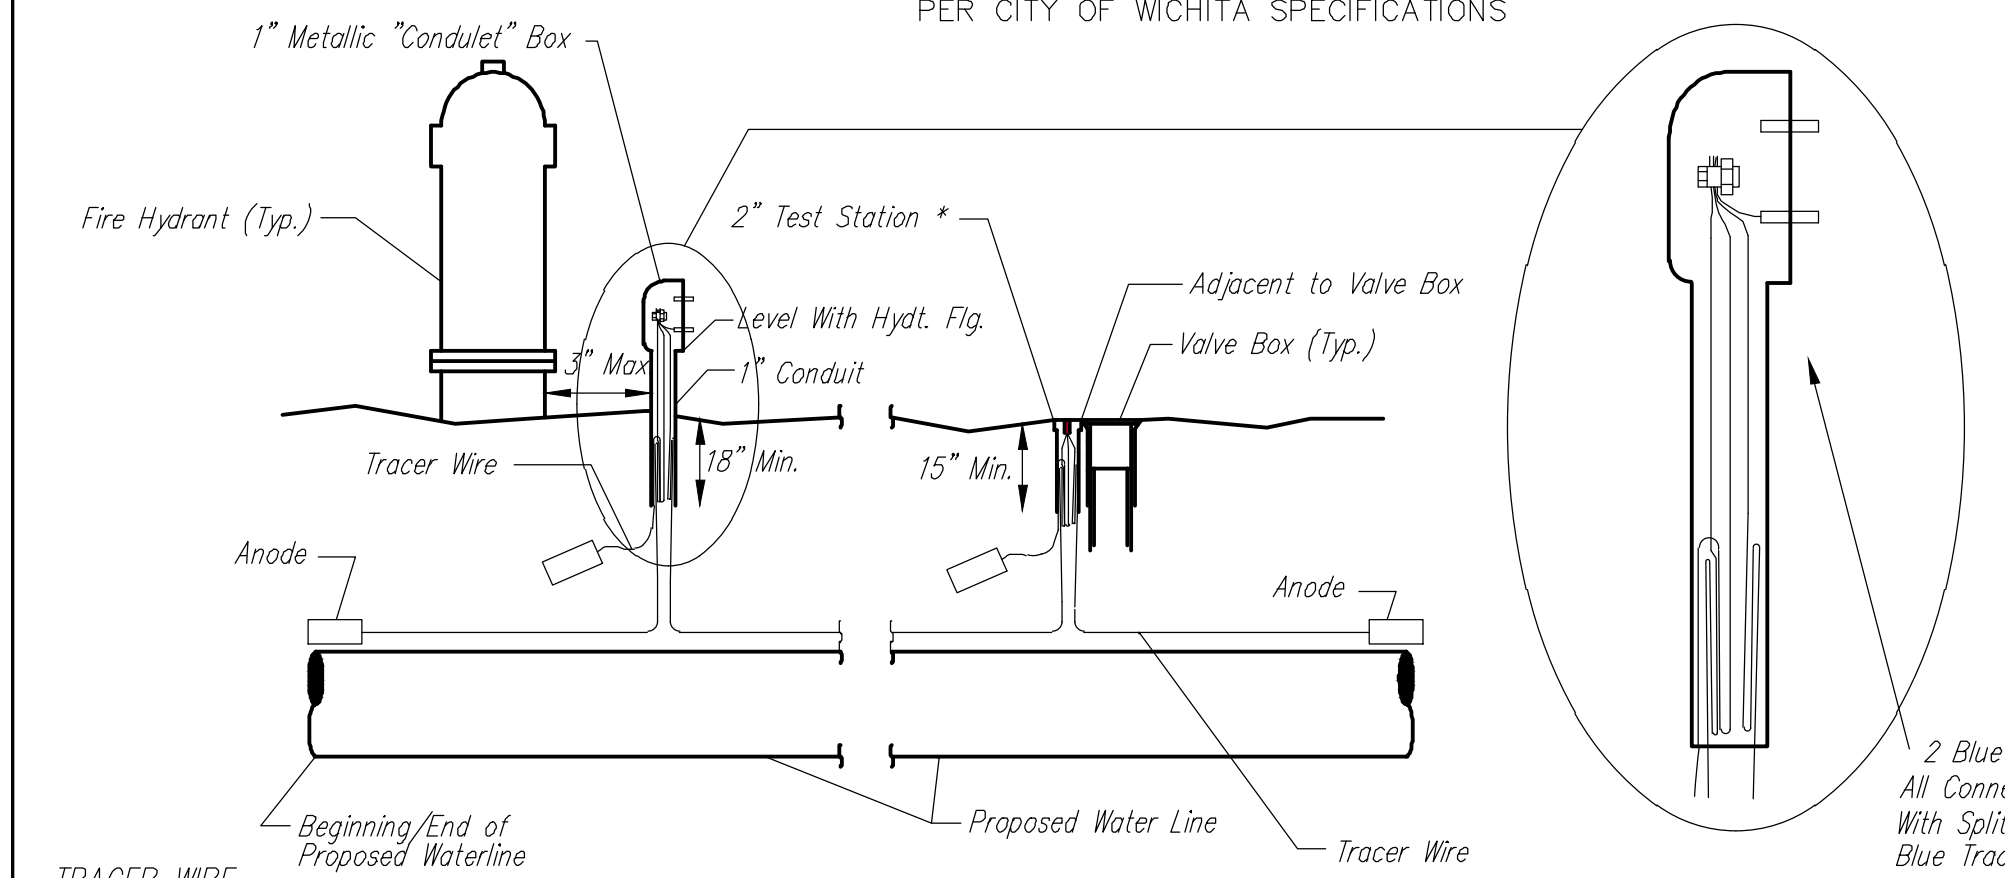 PER CITY OF WICHITA SPECIFICATIONS
1" Metallic "Condulet" Box
Fire Hydrant (Typ.)
2" Test Station *
Adjacent to Valve Box
Level With Hydt. Flg.
Valve Box (Typ.)
3" Max
1" Conduit
Tracer Wire
18" Min.
15" Min.
Anode
Anode
2 Blue
All Conne
With Split
Blue Trac
Beginning/End of
Proposed Waterline
Proposed Water Line
Tracer Wire
TRACER WIRE